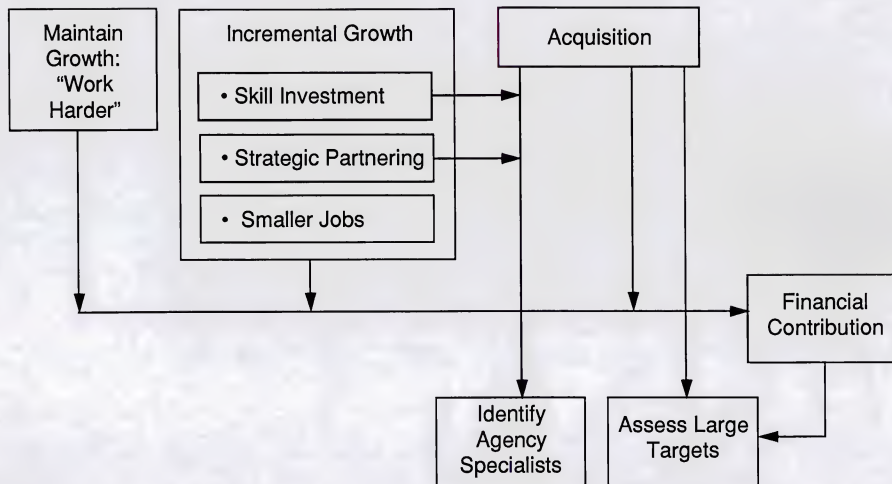 Maintain
Growth:
“Work
Harder”
Incremental Growth
• Skill Investment
• Strategic Partnering
• Smaller Jobs
Acquisition
Financial
Contribution
Identify
Agency
Specialists
Assess Large
Targets